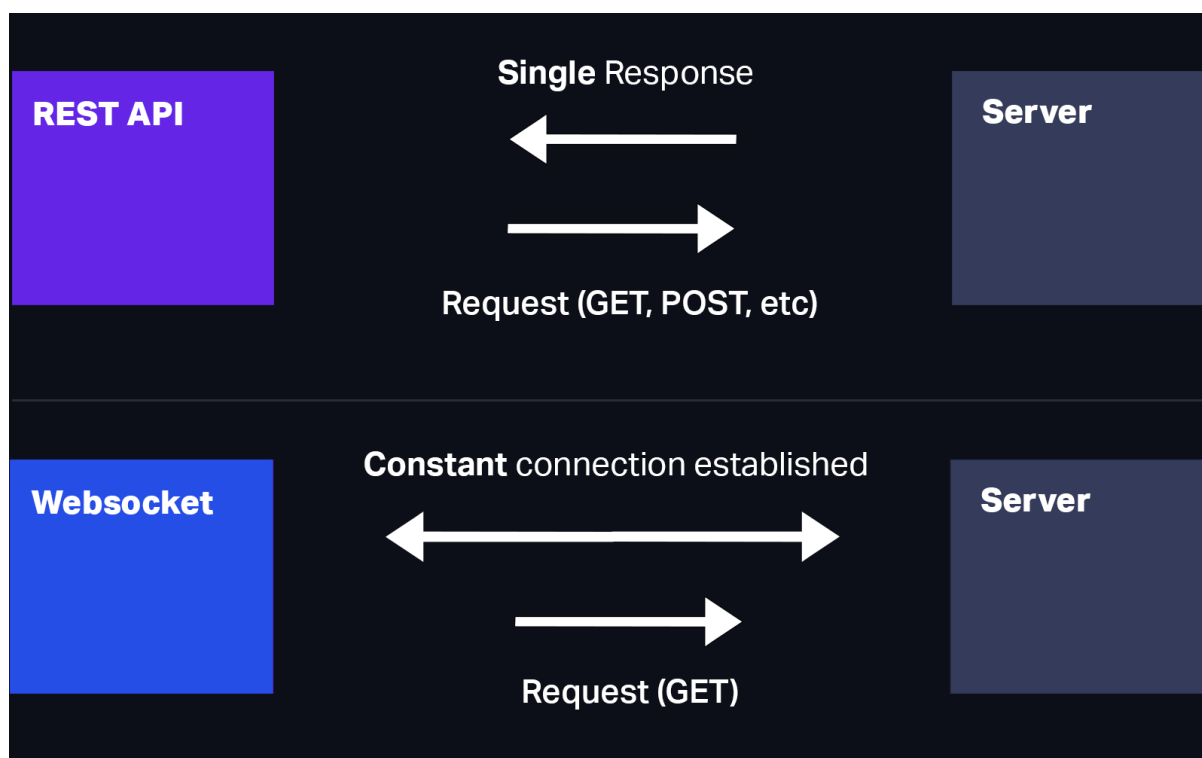 Single Response
REST API
Server
Request (GET, POST, etc)
Constant connection established
Websocket
Server
Request (GET)